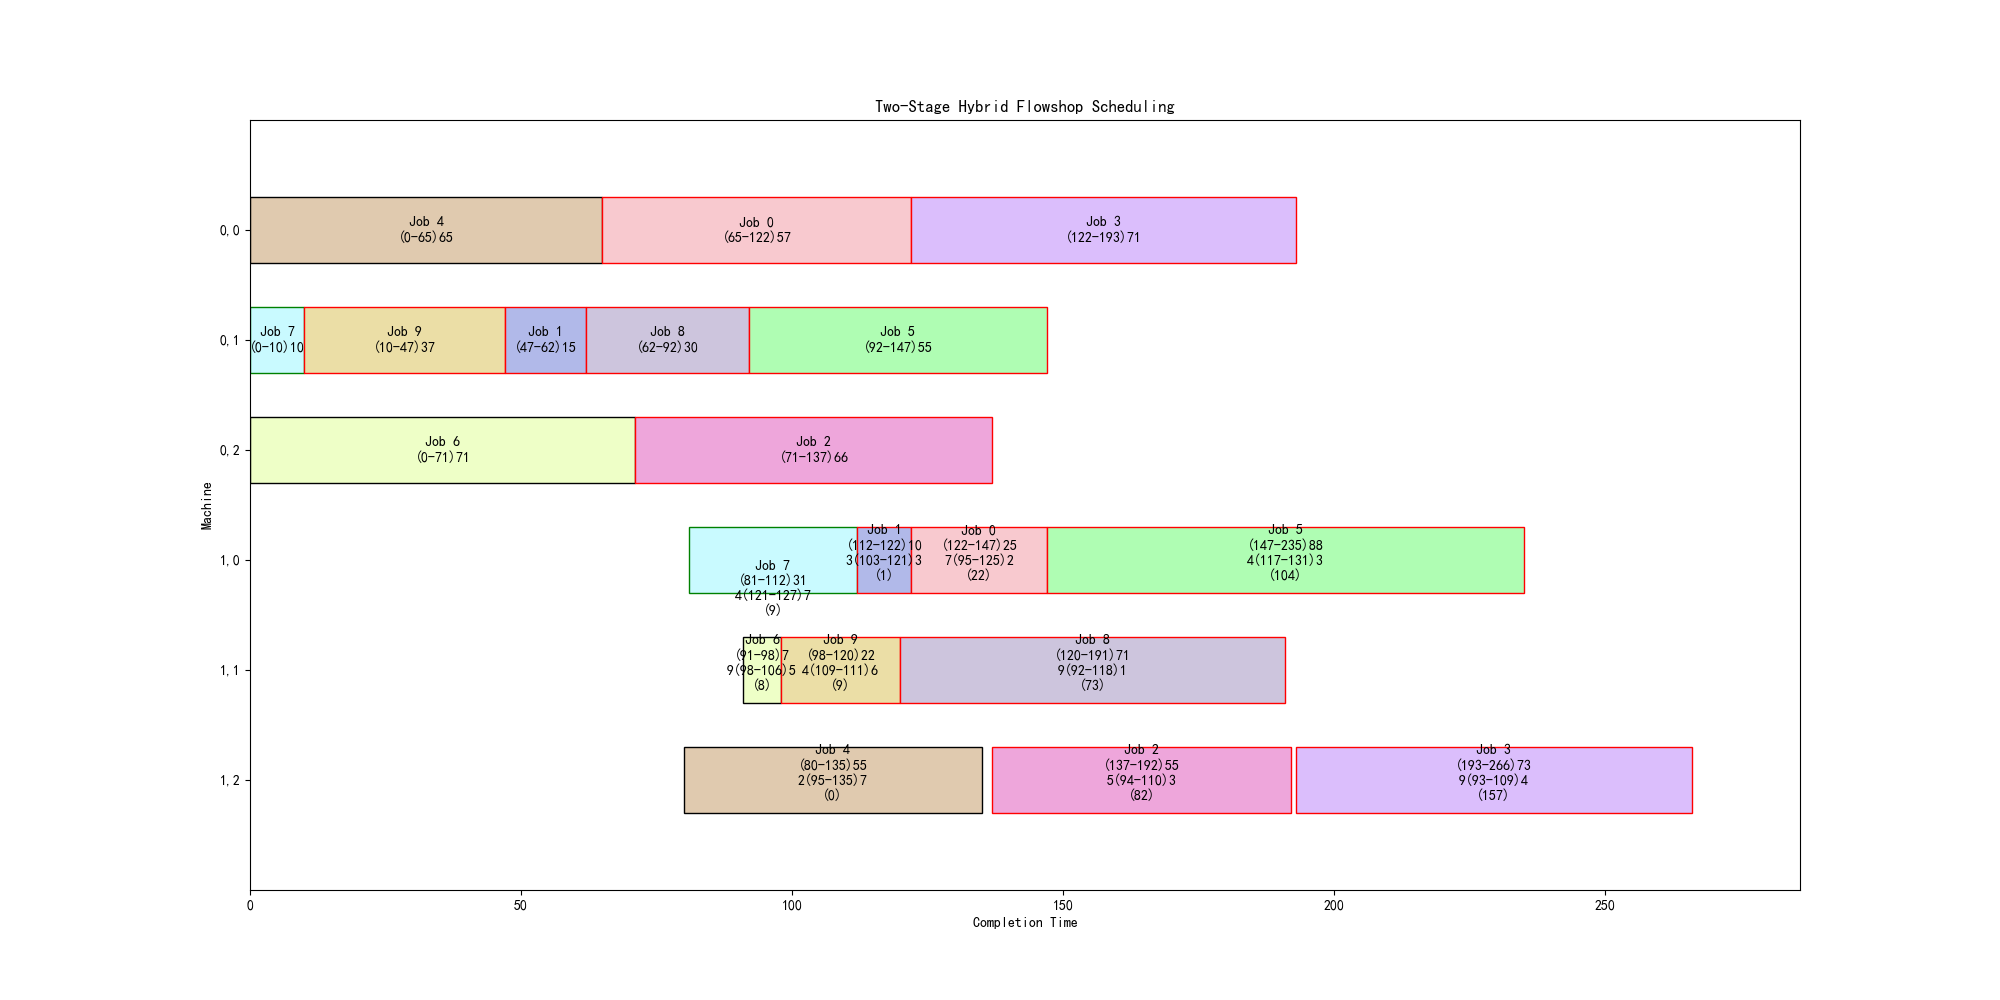 Two-Stage Hybrid Flowshop Scheduling
Machine
0,0
Job 4
(0-65)65
Job 0
(65-122)57
Job 3
(122-193)71
0,1
Job 7
(0-10)10
Job 9
(10-47)37
Job 1
(47-62)15
Job 8
(62-92)30
Job 5
(92-147)55
0,2
Job 6
(0-71)71
Job 2
(71-137)66
1,0
Job 7
(81-112)31
4(121-127)7
(9)
Job 1
(112-122)10
3(103-121)3
(1)
Job 0
(122-147)25
7(95-125)2
(22)
Job 5
(147-235)88
4(117-131)3
(104)
1,1
Job 6
(91-98)7
9(98-106)5
(8)
Job 9
(98-120)22
4(109-111)6
(9)
Job 8
(120-191)71
9(92-118)1
(73)
1,2
Job 4
(80-135)55
2(95-135)7
(0)
Job 2
(137-192)55
5(94-110)3
(82)
Job 3
(193-266)73
9(93-109)4
(157)
0
50
100
150
200
250
Completion Time